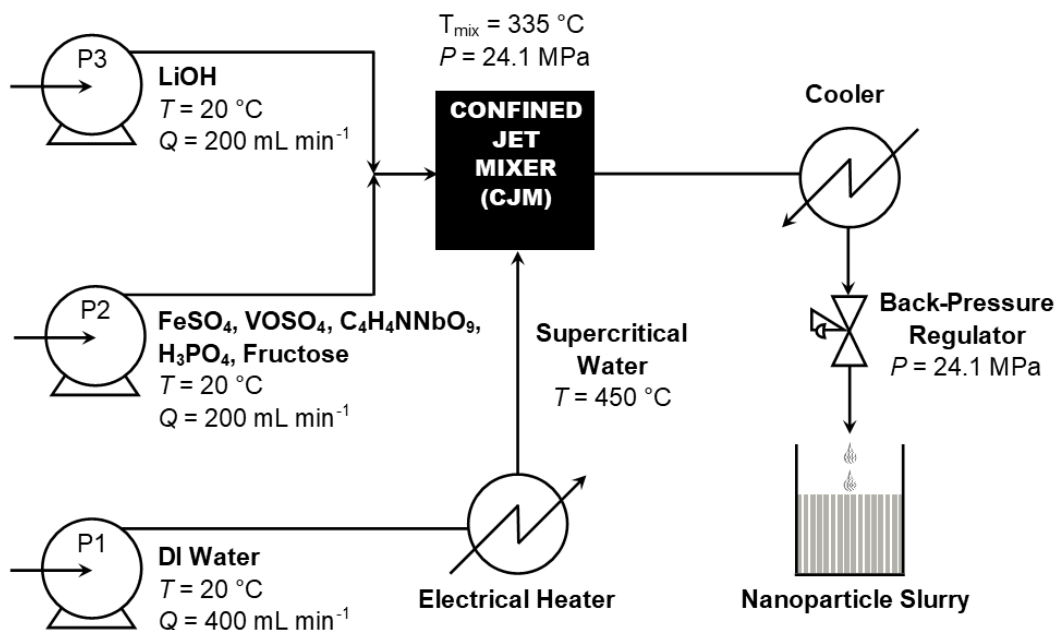 P3
LiOH
T = 20 °C
Q = 200 mL min⁻¹
T_mix = 335 °C
P = 24.1 MPa
CONFINED
JET
MIXER
(CJM)
Cooler
P2
FeSO₄, VOSO₄, C₄H₄NNbO₉,
H₃PO₄, Fructose
T = 20 °C
Q = 200 mL min⁻¹
Supercritical
Water
T = 450 °C
Back-Pressure
Regulator
P = 24.1 MPa
P1
DI Water
T = 20 °C
Q = 400 mL min⁻¹
Electrical Heater
Nanoparticle Slurry